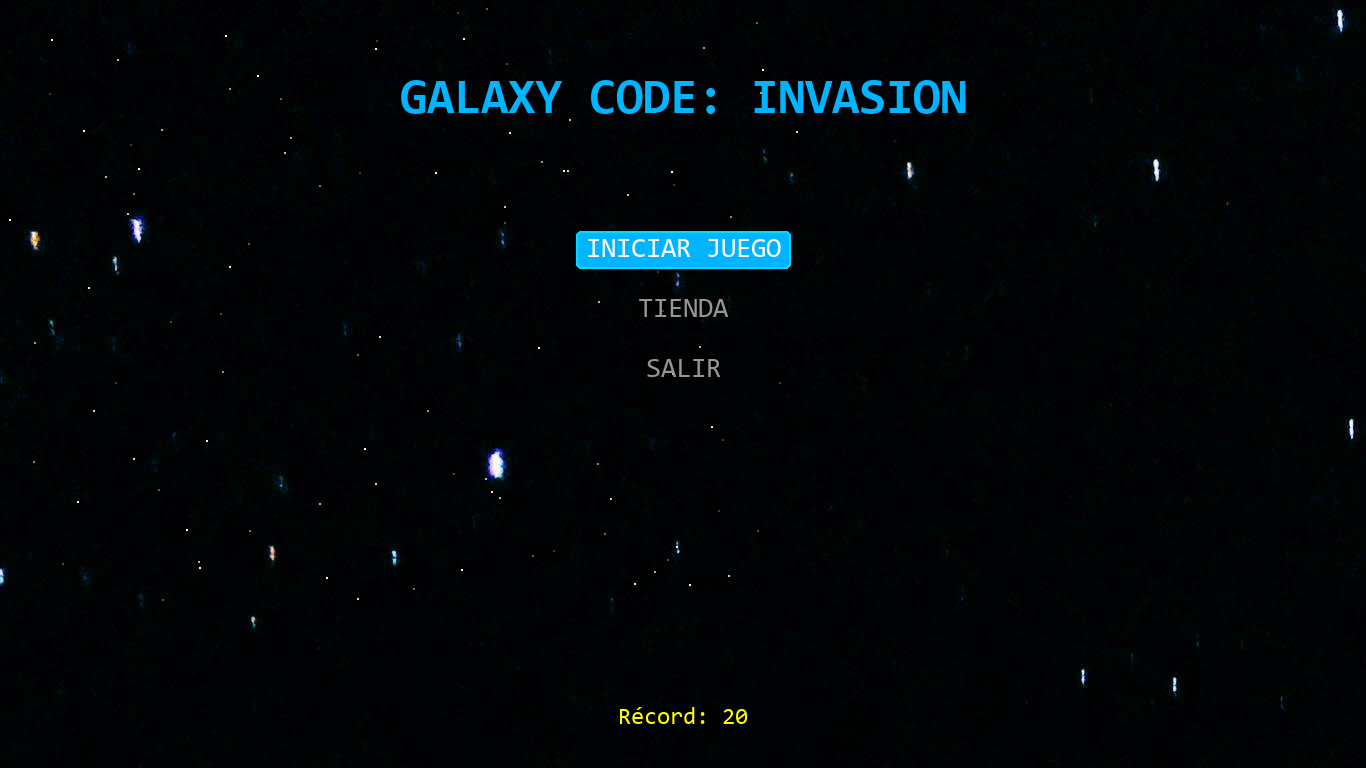 GALAXY CODE: INVASION
INICIAR JUEGO
TIENDA
SALIR
Récord: 20